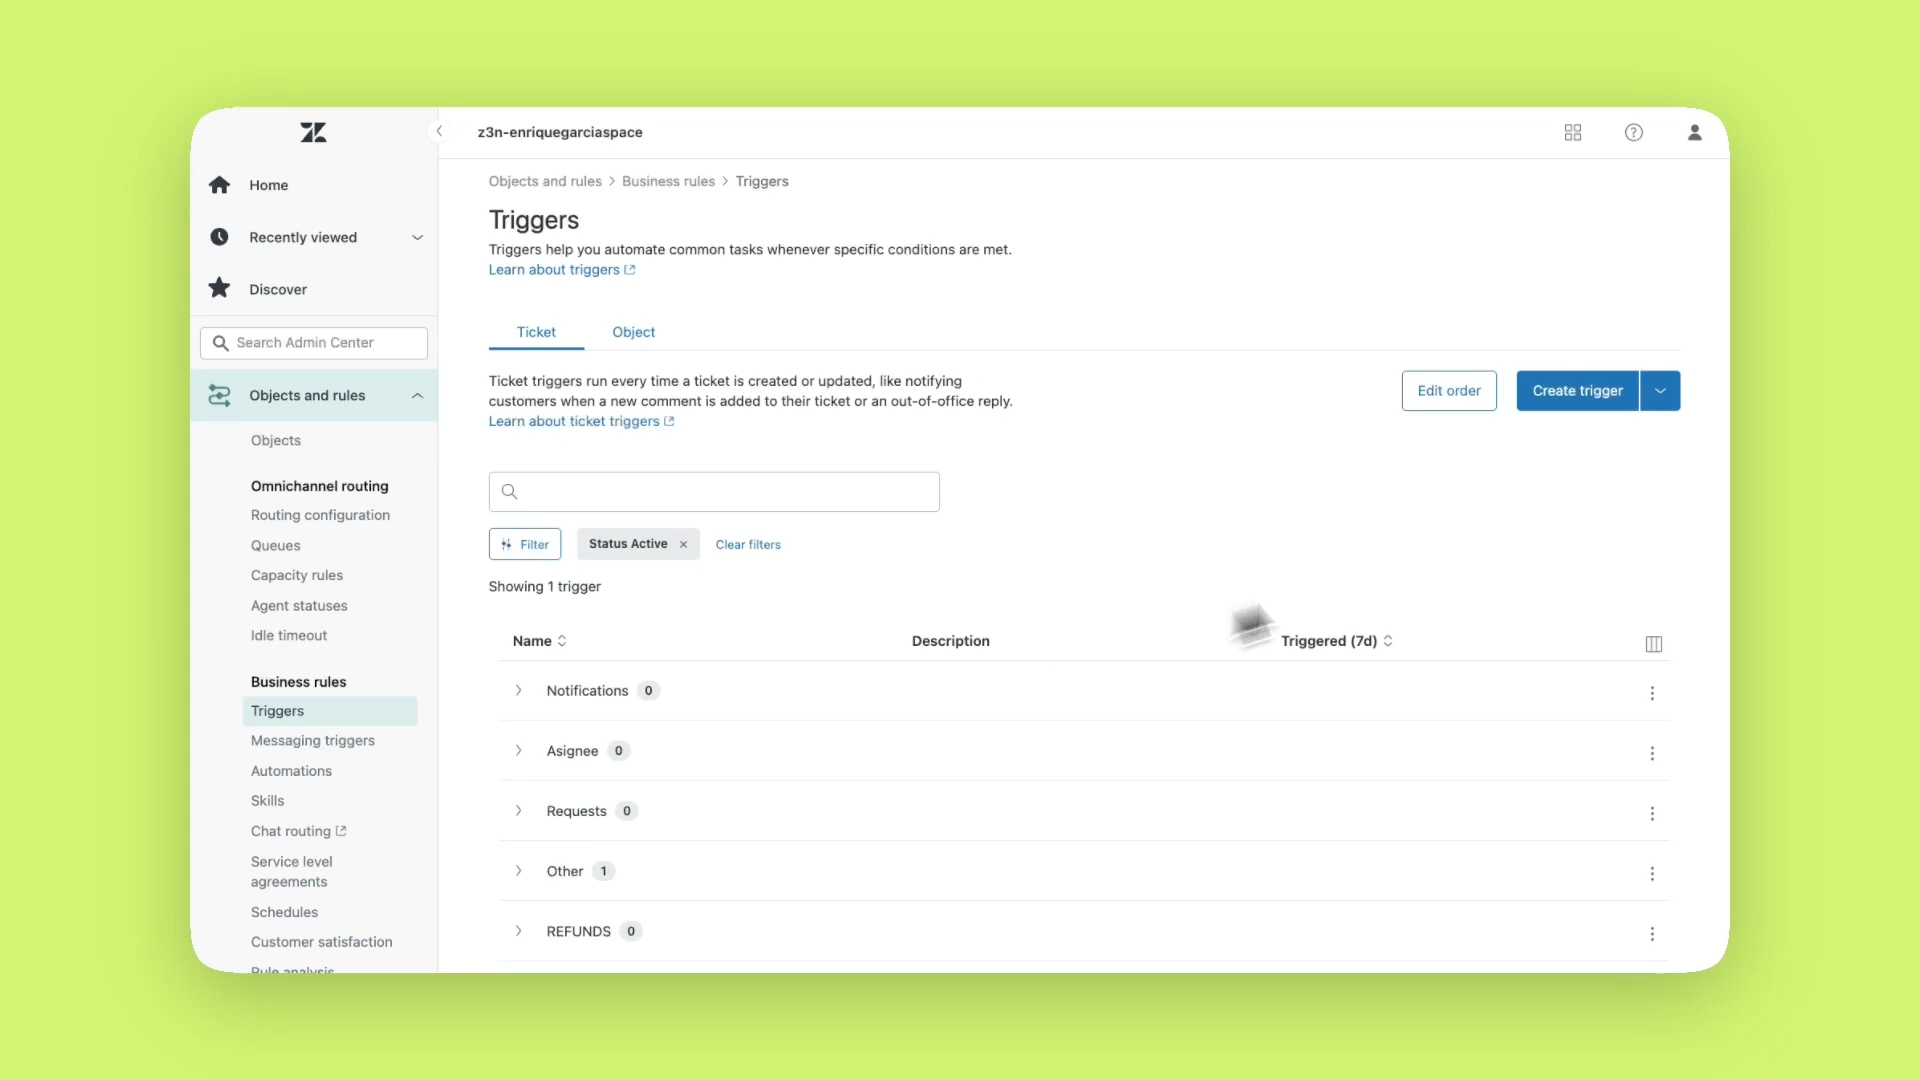 z3n-enriquegarciaspace
Home
Recently viewed
Discover
Search Admin Center
Objects and rules
Objects
Omnichannel routing
Routing configuration
Queues
Capacity rules
Agent statuses
Idle timeout
Business rules
Triggers
Messaging triggers
Automations
Skills
Chat routing
Service level
agreements
Schedules
Customer satisfaction
Rule analysis
Objects and rules > Business rules > Triggers
Triggers
Triggers help you automate common tasks whenever specific conditions are met.
Learn about triggers
Ticket Object
Ticket triggers run every time a ticket is created or updated, like notifying
customers when a new comment is added to their ticket or an out-of-office reply.
Learn about ticket triggers
Edit order
Create trigger
Filter
Status Active ×
Clear filters
Showing 1 trigger
Name Description Triggered (7d)
Notifications 0
Asignee 0
Requests 0
Other 1
REFUNDS 0